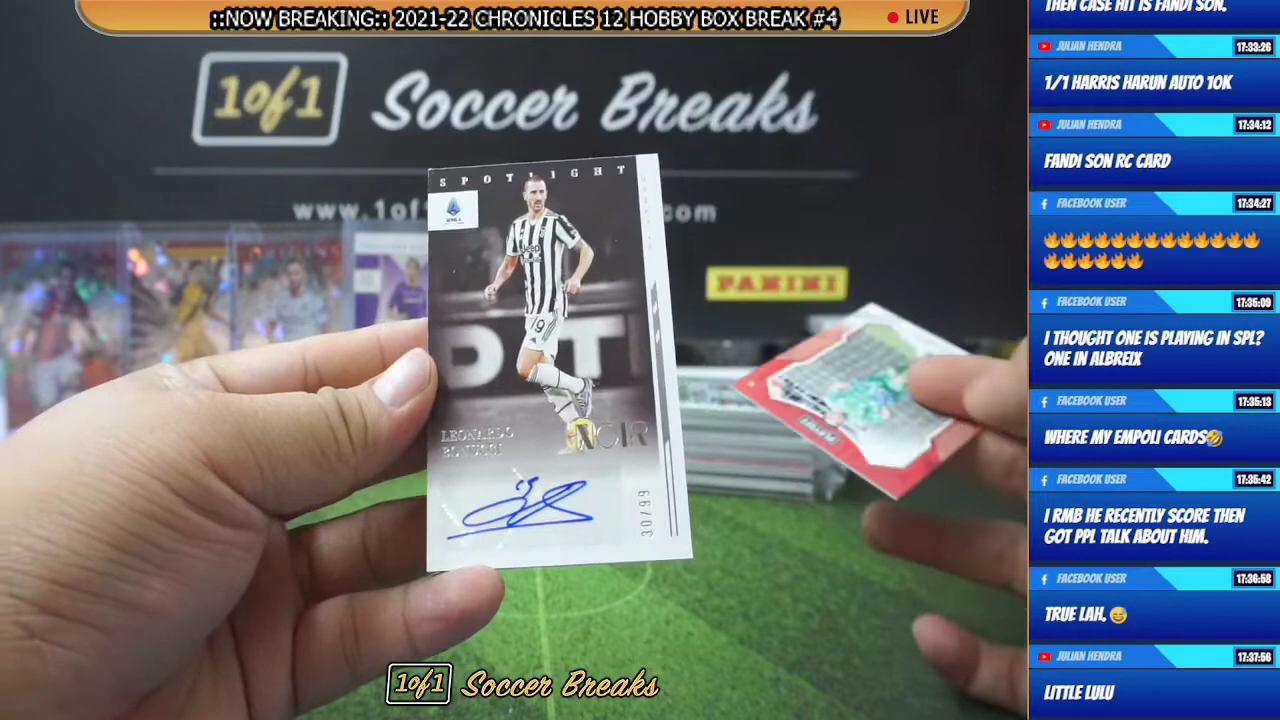 ::NOW BREAKING:: 2021-22 CHRONICLES 12 HOBBY BOX BREAK #4
LIVE
1of1 Soccer Breaks
SPOTLIGHT
SERIE A
Jeep
19
LEONARDO
BONUCCI
NOIR
30/99
PANINI
1of1 Soccer Breaks
THEN CASE HIT IS FANDI SON.
JULIAN HENDRA 17:33:26
1/1 HARRIS HARUN AUTO 10K
JULIAN HENDRA 17:34:12
FANDI SON RC CARD
FACEBOOK USER 17:34:27
🔥🔥🔥🔥🔥🔥🔥🔥🔥🔥🔥🔥🔥
🔥🔥🔥🔥🔥🔥
FACEBOOK USER 17:35:09
I THOUGHT ONE IS PLAYING IN SPL?
ONE IN ALBREIX
FACEBOOK USER 17:35:13
WHERE MY EMPOLI CARDS🤣
FACEBOOK USER 17:35:42
I RMB HE RECENTLY SCORE THEN
GOT PPL TALK ABOUT HIM.
FACEBOOK USER 17:36:58
TRUE LAH. 😅
JULIAN HENDRA 17:37:56
LITTLE LULU